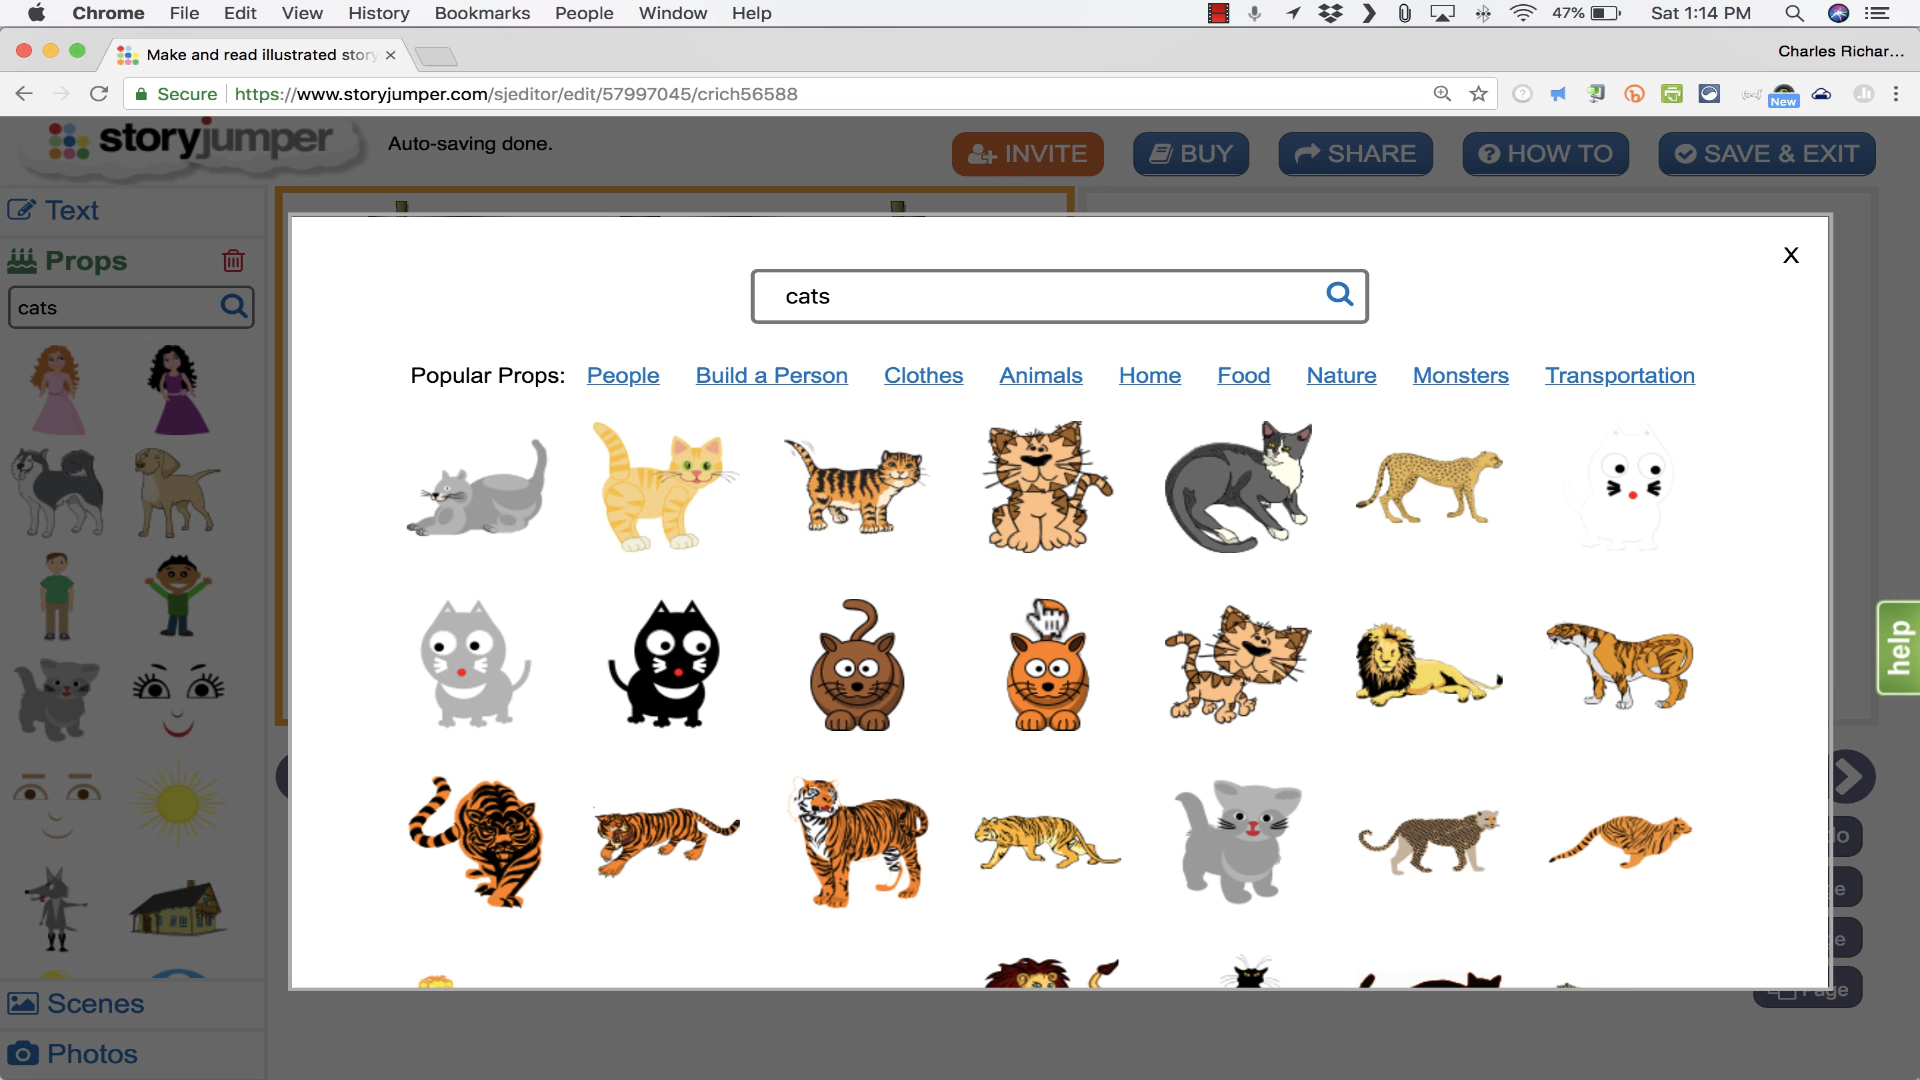 Chrome File Edit View History Bookmarks People Window Help 47% Sat 1:14 PM
Make and read illustrated story Charles Richar...
Secure https://www.storyjumper.com/sjeditor/edit/57997045/crich56588 New
storyjumper Auto-saving done. INVITE BUY SHARE HOW TO SAVE & EXIT
Text
Props
cats
Scenes
Photos
X
cats
Popular Props: People Build a Person Clothes Animals Home Food Nature Monsters Transportation
help